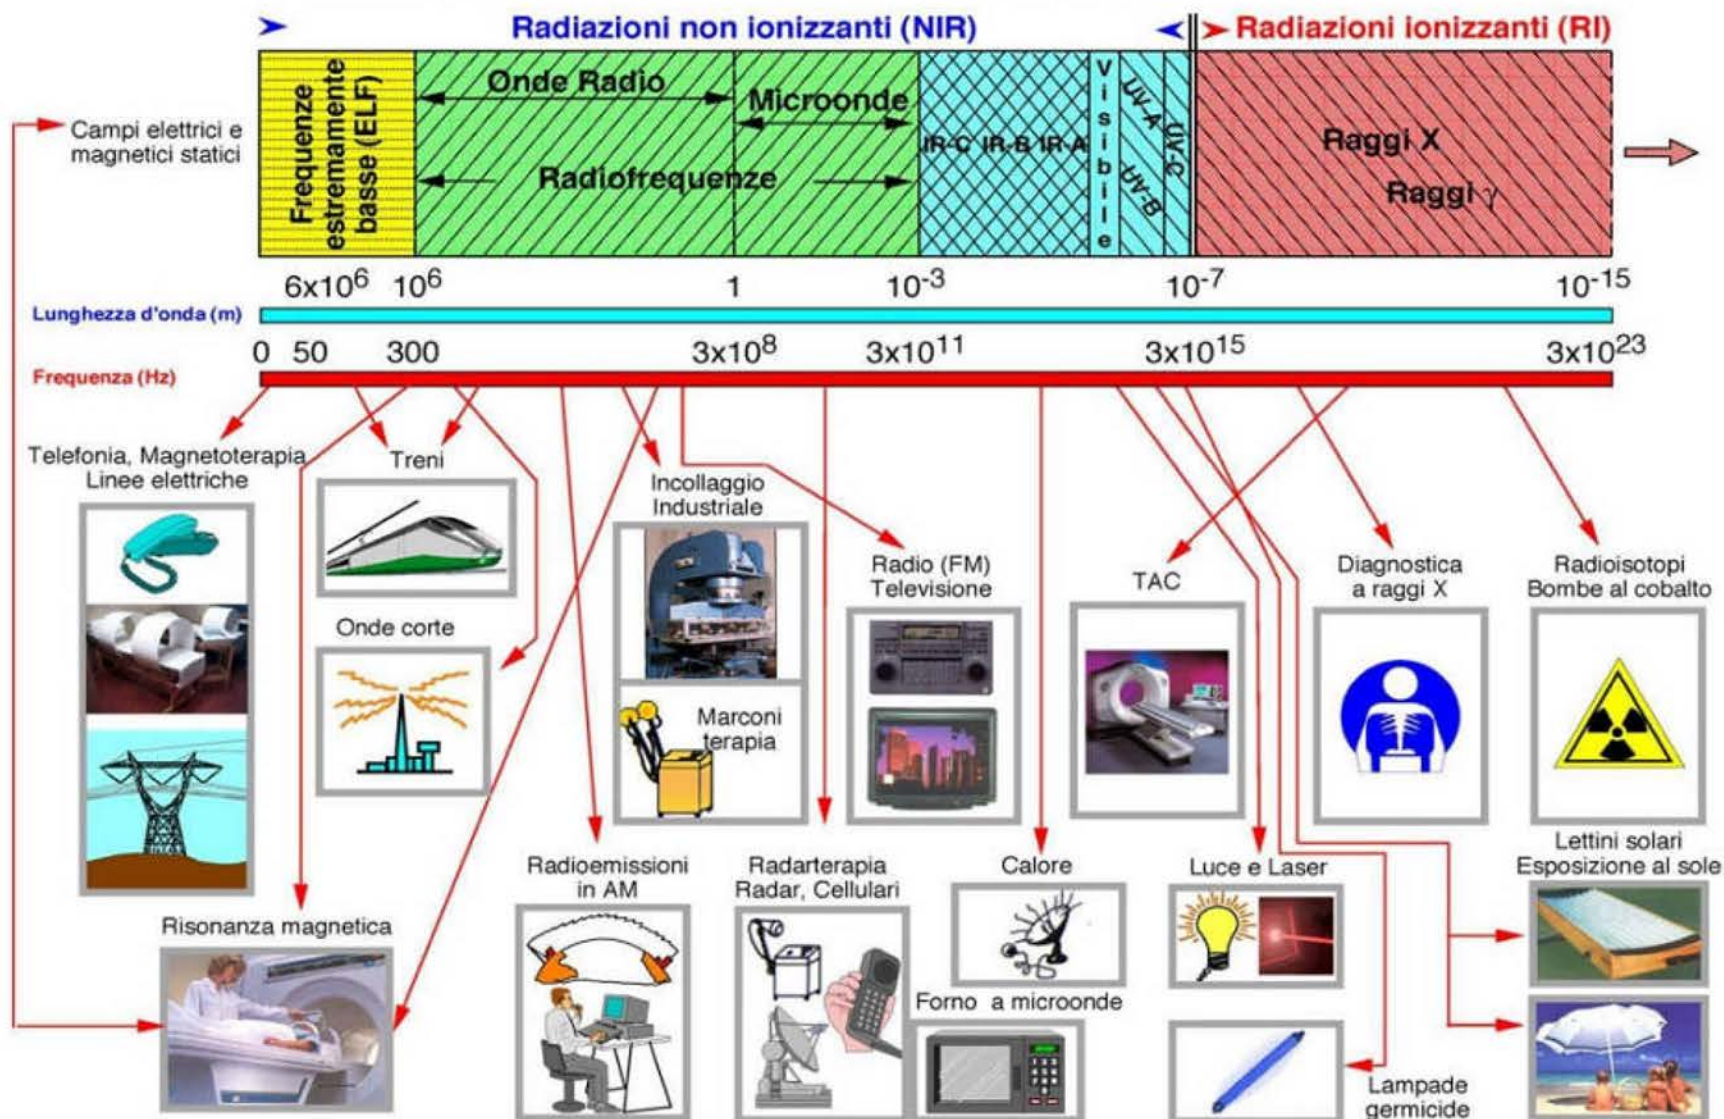 Radiazioni non ionizzanti (NIR)
Radiazioni ionizzanti (RI)
Campi elettrici e
magnetici statici
Frequenze
estremamente
basse (ELF)
Onde Radio
Microonde
Radiofrequenze
IR-C IR-B IR-A
Visibile
UV-A
UV-B
UV-C
Raggi X
Raggi γ
6x10⁶ 10⁶ 1 10⁻³ 10⁻⁷ 10⁻¹⁵
Lunghezza d'onda (m)
0 50 300 3x10⁸ 3x10¹¹ 3x10¹⁵ 3x10²³
Frequenza (Hz)
Telefonia, Magnetoterapia
Linee elettriche
Treni
Onde corte
Incollaggio
Industriale
Marconi
terapia
Radio (FM)
Televisione
TAC
Diagnostica
a raggi X
Radioisotopi
Bombe al cobalto
Risonanza magnetica
Radioemissioni
in AM
Radarterapia
Radar, Cellulari
Calore
Forno a microonde
Luce e Laser
Lampade
germicide
Lettini solari
Esposizione al sole